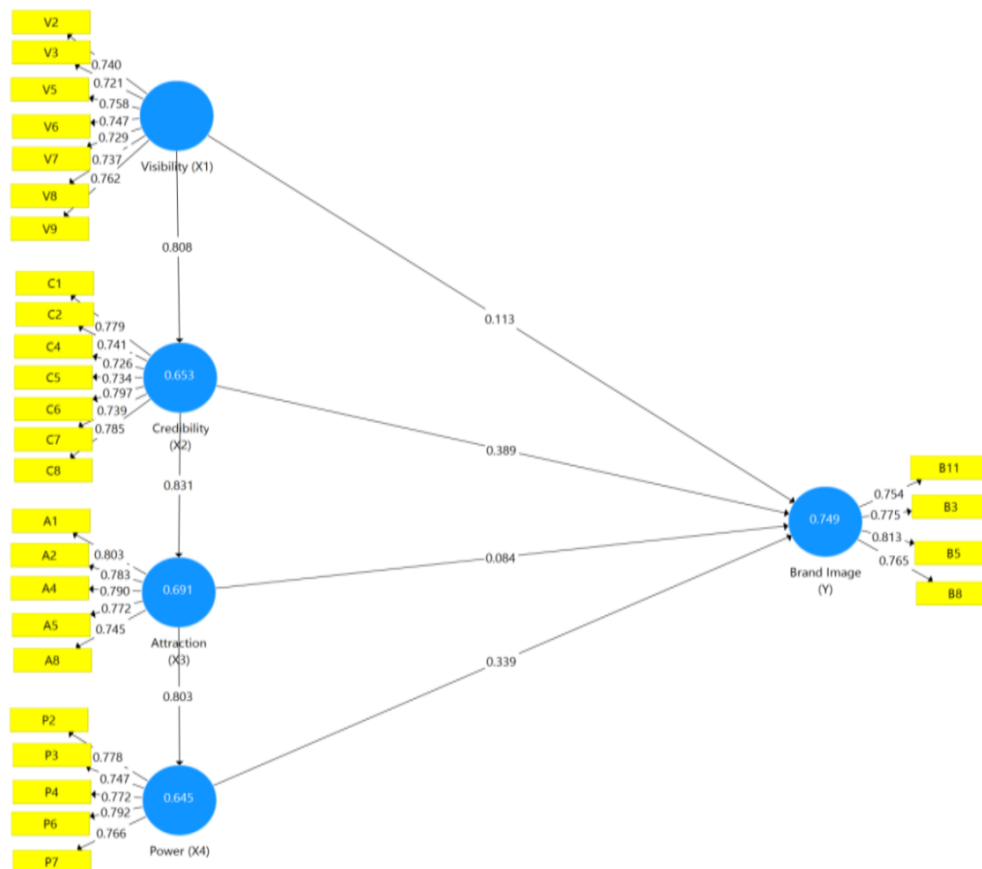 V2
V3
V5
V6
V7
V8
V9
0.740
0.721
0.758
0.747
0.729
0.737
0.762
Visibility (X1)
0.808
0.113
C1
C2
C4
C5
C6
C7
C8
0.779
0.741
0.726
0.734
0.797
0.739
0.785
0.653
Credibility
(X2)
0.831
0.389
A1
A2
A4
A5
A8
0.803
0.783
0.790
0.772
0.745
0.691
Attraction
(X3)
0.803
0.084
P2
P3
P4
P6
P7
0.778
0.747
0.772
0.792
0.766
0.645
Power (X4)
0.339
0.749
Brand Image
(Y)
0.754
0.775
0.813
0.765
B11
B3
B5
B8